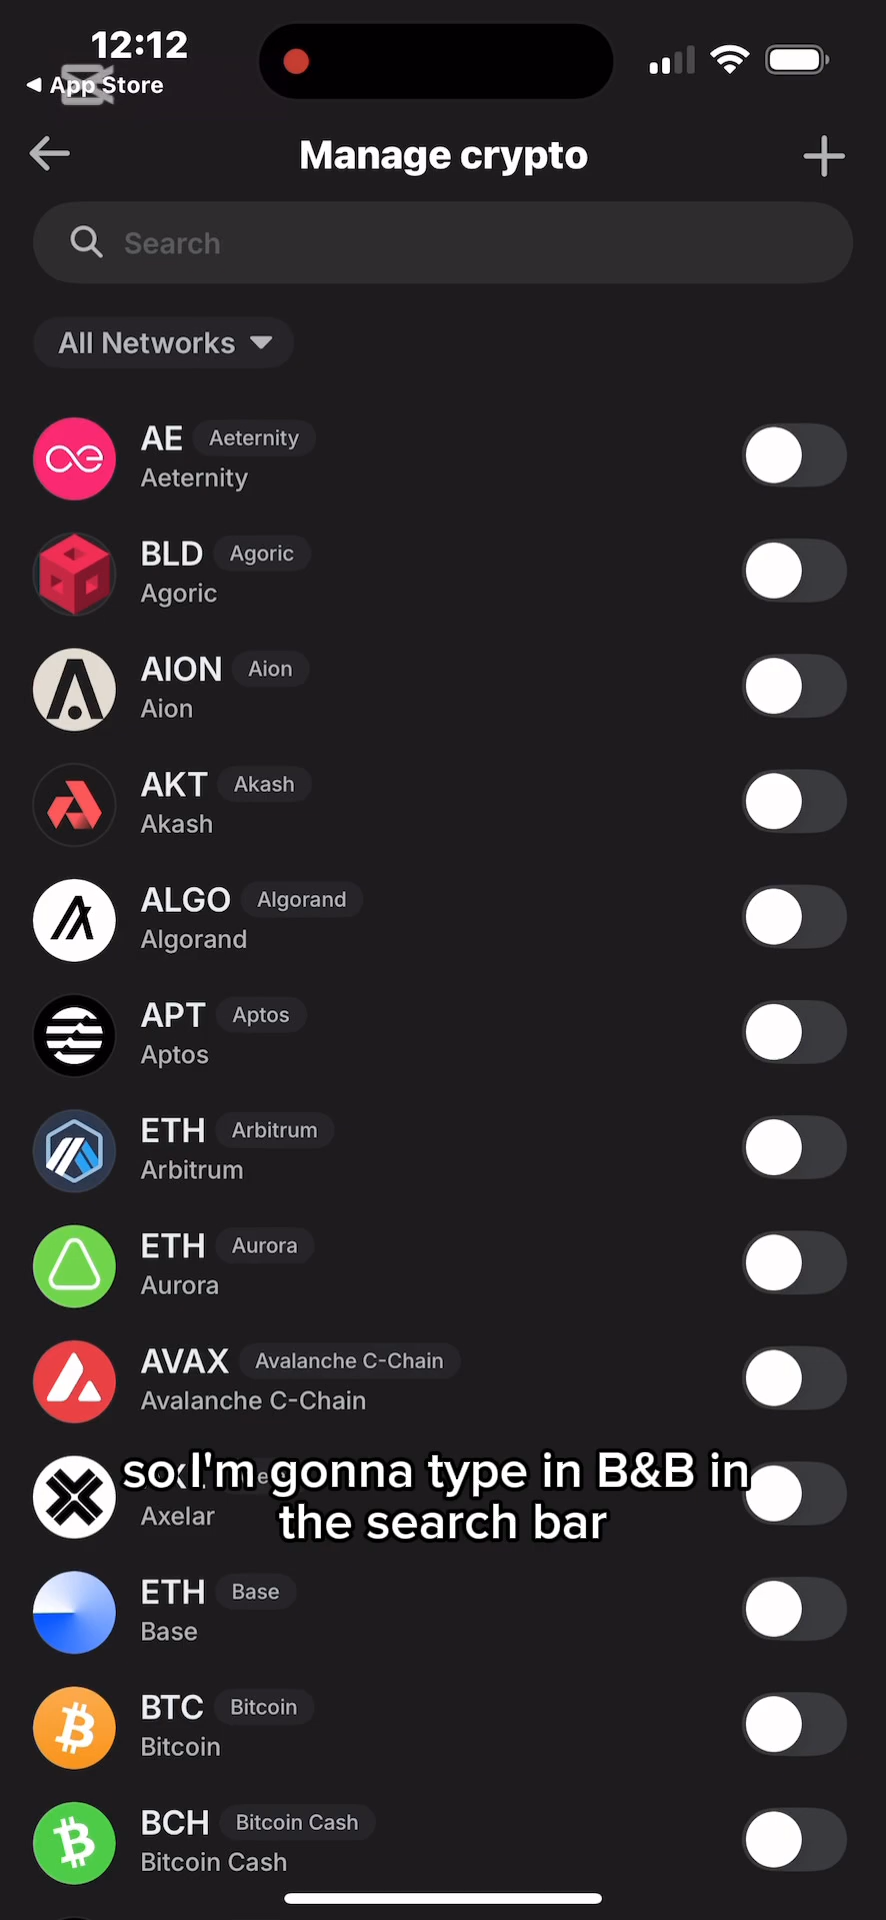 12:12
App Store
Manage crypto
Search
All Networks
AE Aeternity
Aeternity
BLD Agoric
Agoric
AION Aion
Aion
AKT Akash
Akash
ALGO Algorand
Algorand
APT Aptos
Aptos
ETH Arbitrum
Arbitrum
ETH Aurora
Aurora
AVAX Avalanche C-Chain
Avalanche C-Chain
so I'm gonna type in B&B in
the search bar
Axelar
ETH Base
Base
BTC Bitcoin
Bitcoin
BCH Bitcoin Cash
Bitcoin Cash